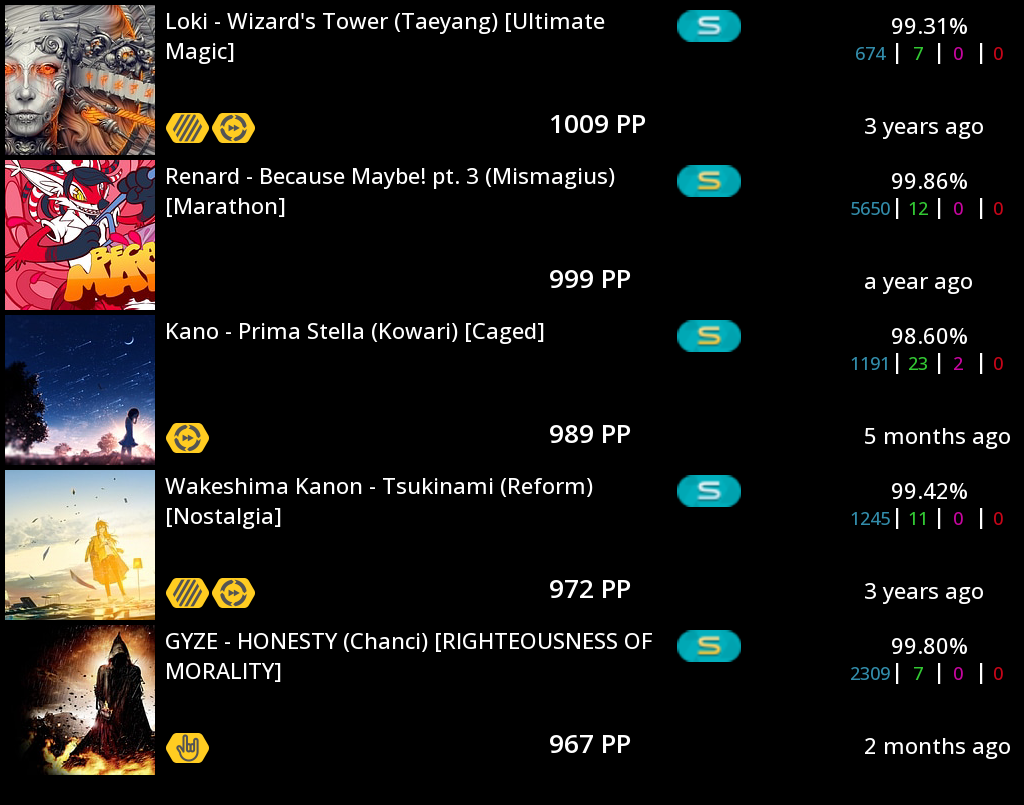 Loki - Wizard's Tower (Taeyang) [Ultimate
Magic]
S
99.31%
674 | 7 | 0 | 0
1009 PP
3 years ago
Renard - Because Maybe! pt. 3 (Mismagius)
[Marathon]
S
99.86%
5650 | 12 | 0 | 0
999 PP
a year ago
Kano - Prima Stella (Kowari) [Caged]
S
98.60%
1191 | 23 | 2 | 0
989 PP
5 months ago
Wakeshima Kanon - Tsukinami (Reform)
[Nostalgia]
S
99.42%
1245 | 11 | 0 | 0
972 PP
3 years ago
GYZE - HONESTY (Chanci) [RIGHTEOUSNESS OF
MORALITY]
S
99.80%
2309 | 7 | 0 | 0
967 PP
2 months ago